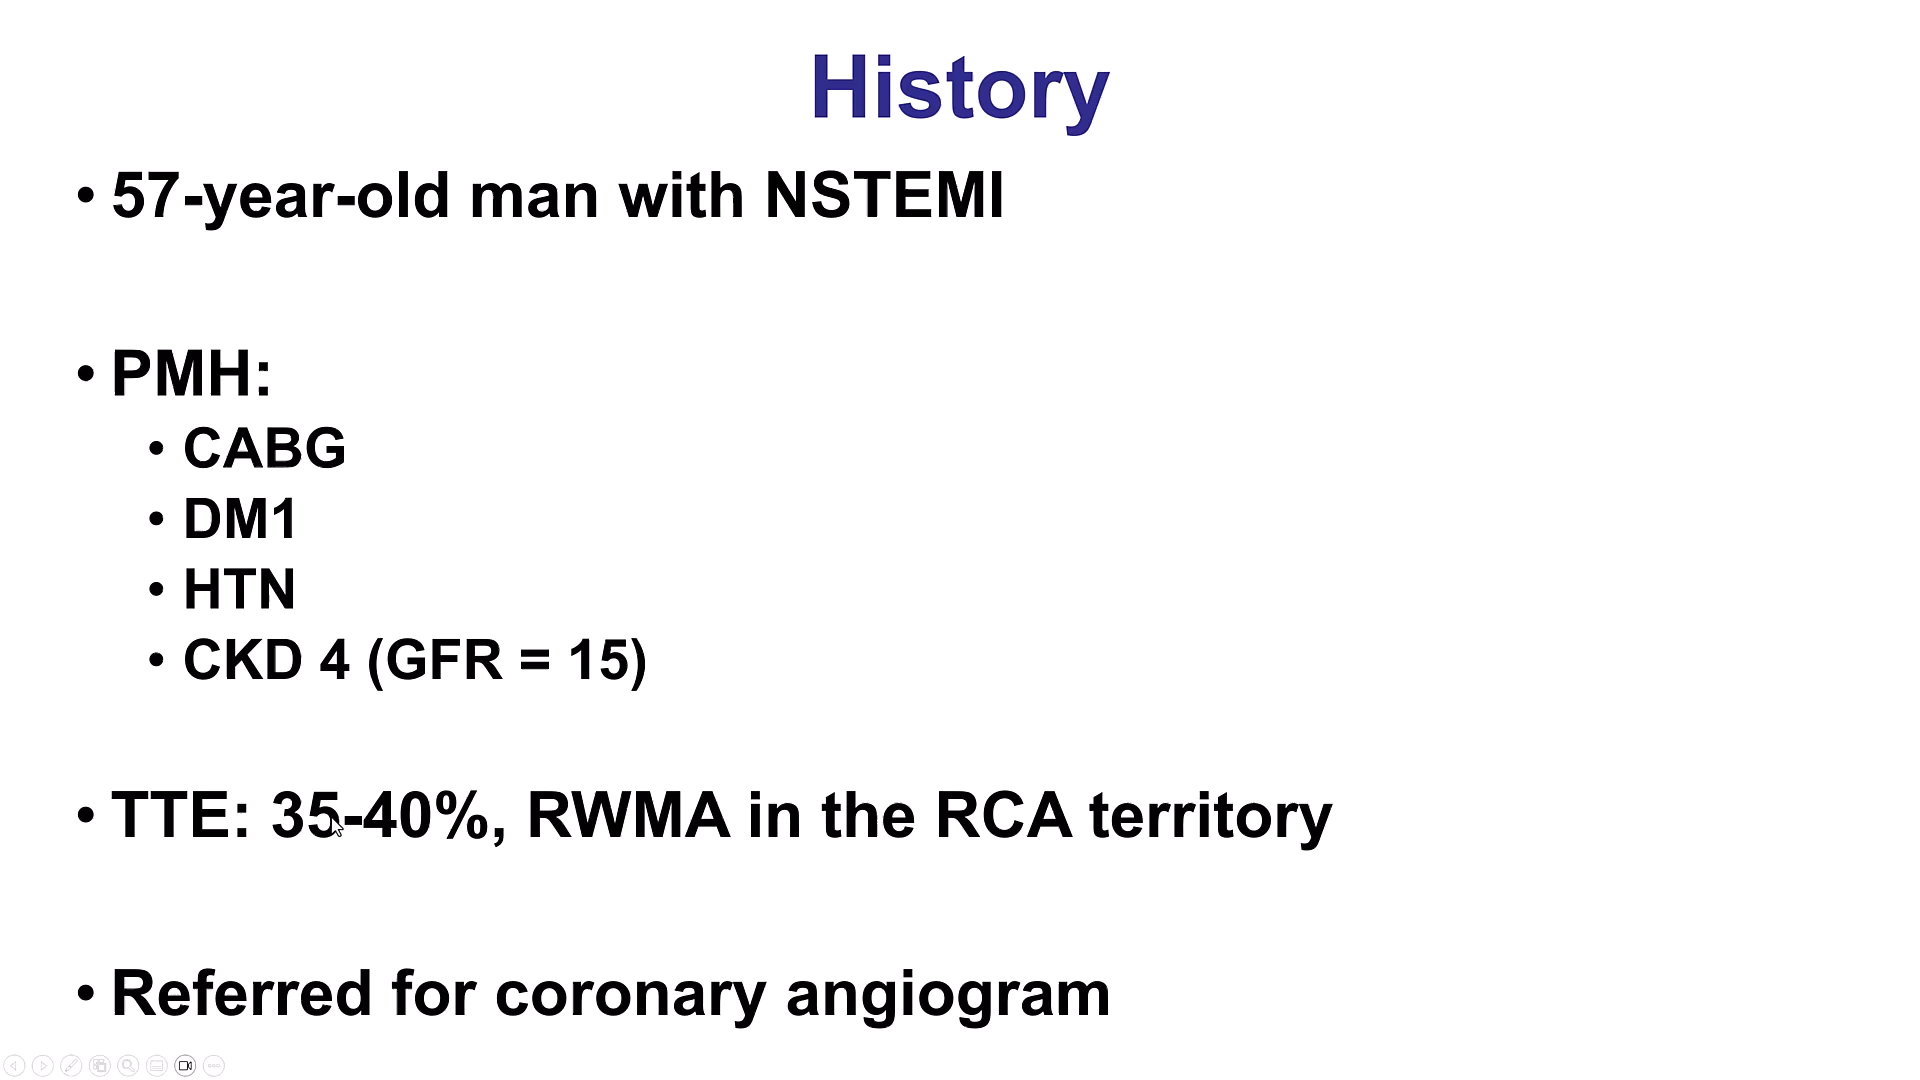 History
• 57-year-old man with NSTEMI
• PMH:
• CABG
• DM1
• HTN
• CKD 4 (GFR = 15)
• TTE: 35-40%, RWMA in the RCA territory
• Referred for coronary angiogram